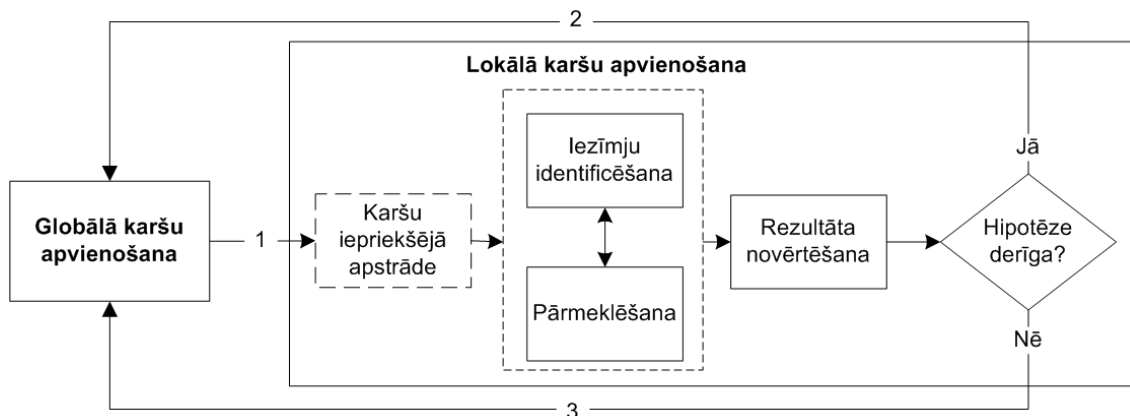 2
Lokālā karšu apvienošana
Globālā karšu
apvienošana
1
Karšu
iepriekšējā
apstrāde
Iezīmju
identificēšana
Pārmeklēšana
Rezultāta
novērtēšana
Hipotēze
derīga?
Jā
Nē
3